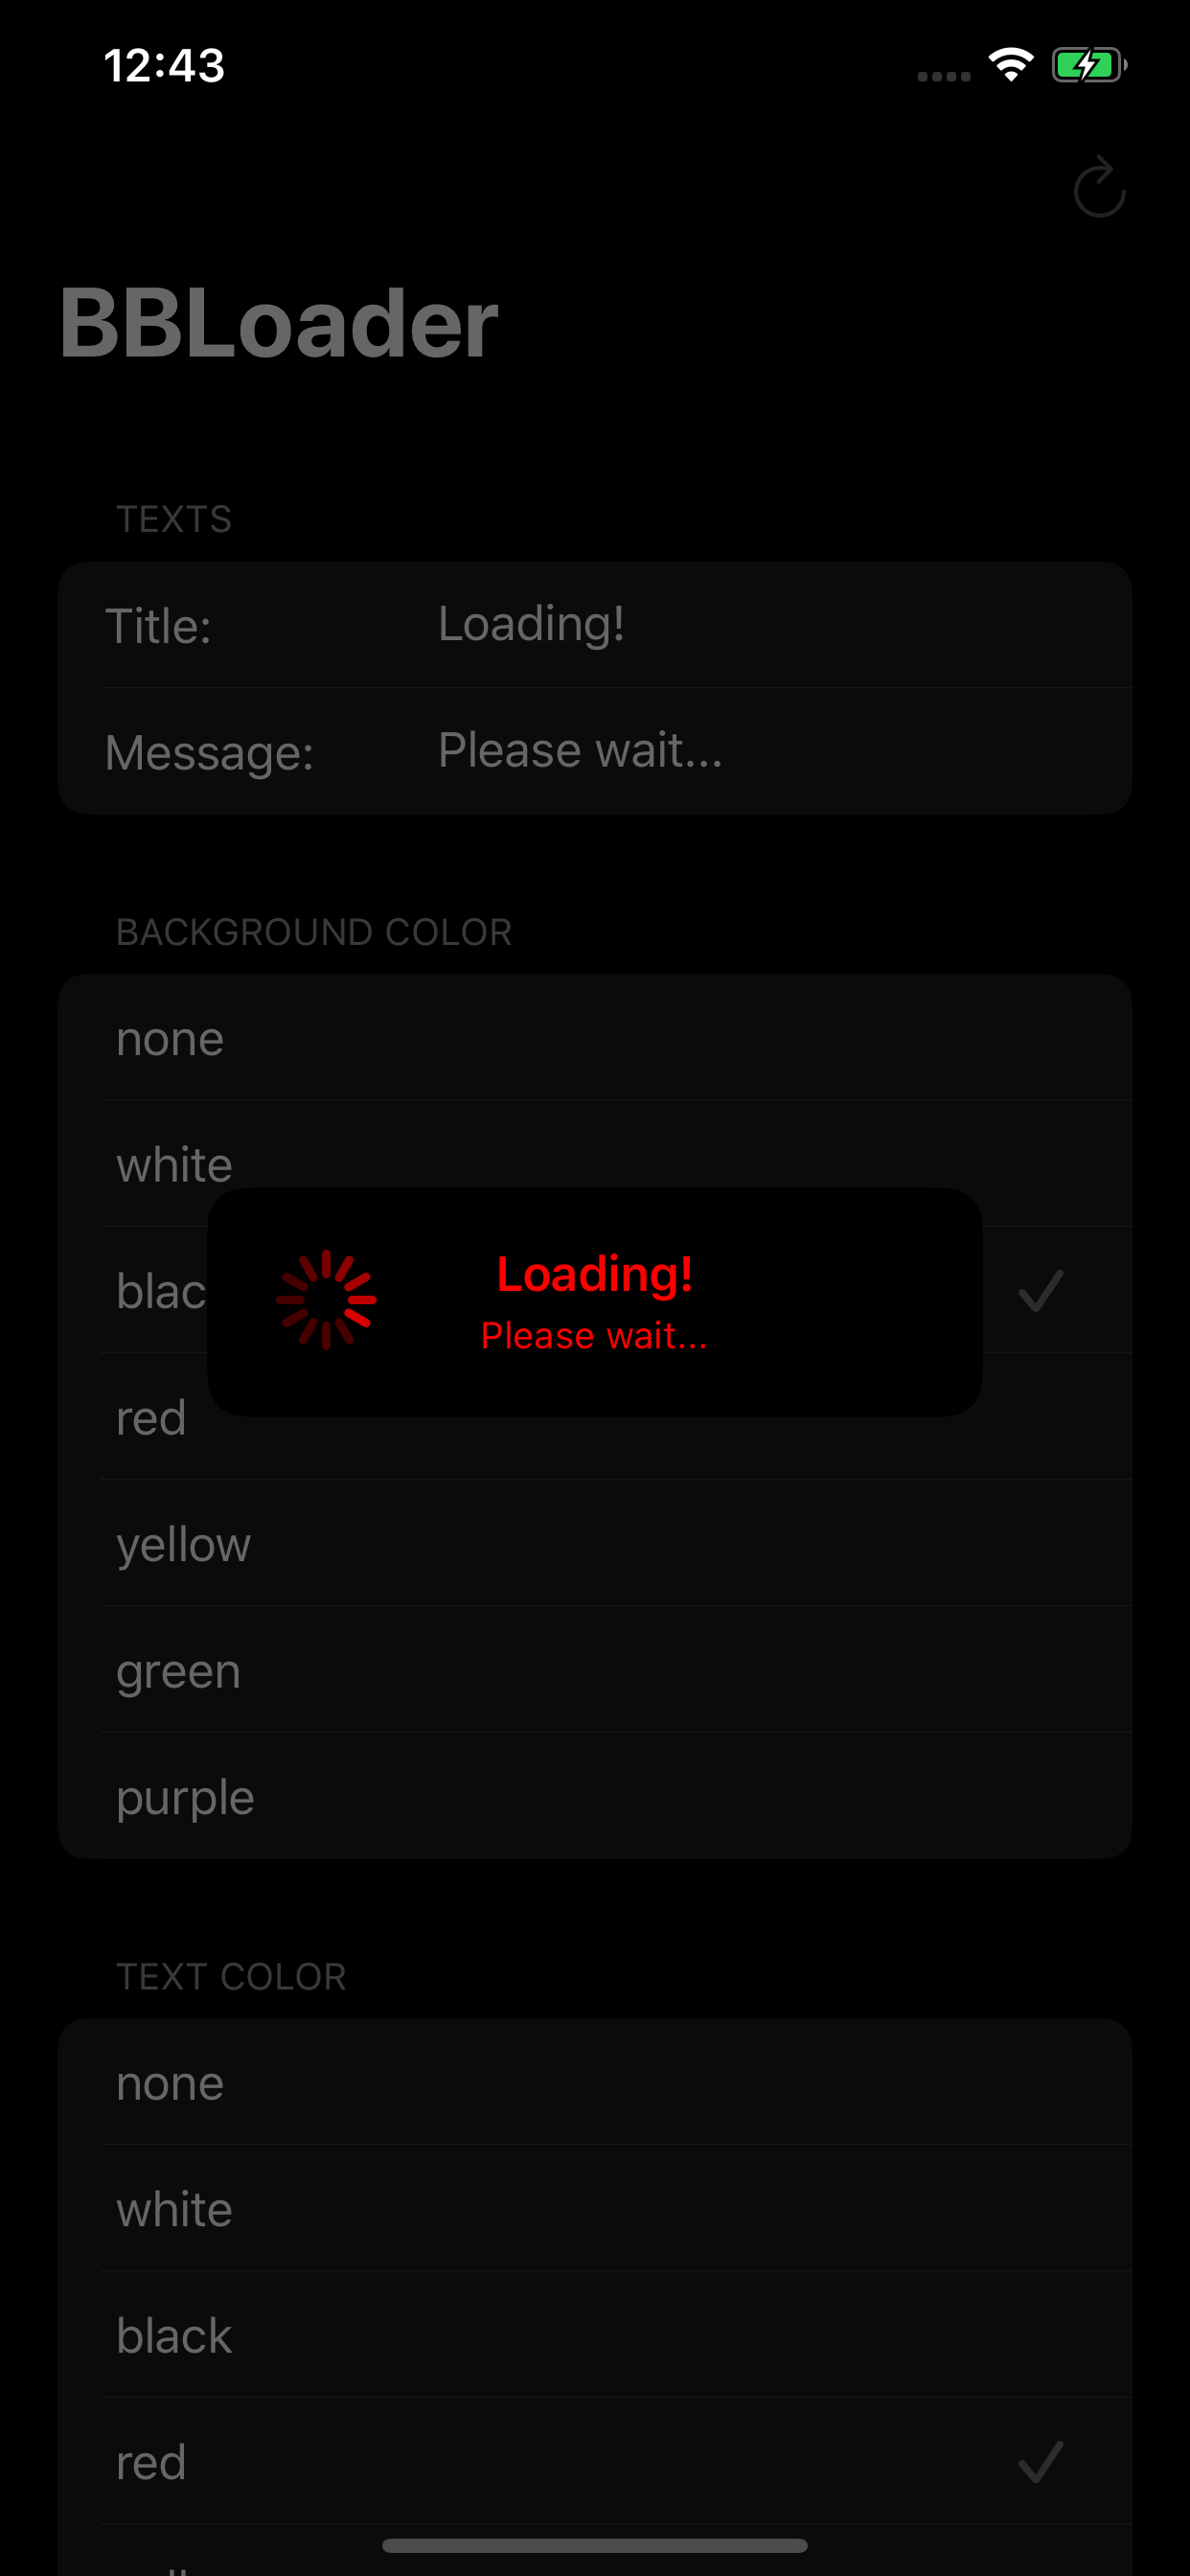 12:43
BBLoader
TEXTS
Title: Loading!
Message: Please wait...
BACKGROUND COLOR
none
white
blac
Loading!
Please wait...
red
yellow
green
purple
TEXT COLOR
none
white
black
red